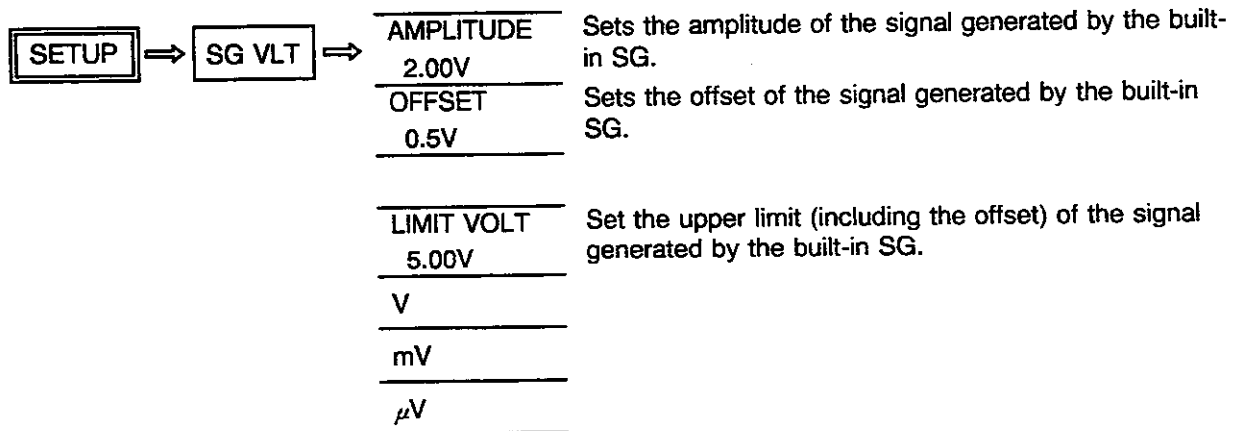 SETUP
SG VLT
AMPLITUDE
2.00V
Sets the amplitude of the signal generated by the built-
in SG.
OFFSET
0.5V
Sets the offset of the signal generated by the built-in
SG.
LIMIT VOLT
5.00V
Set the upper limit (including the offset) of the signal
generated by the built-in SG.
V
mV
μV